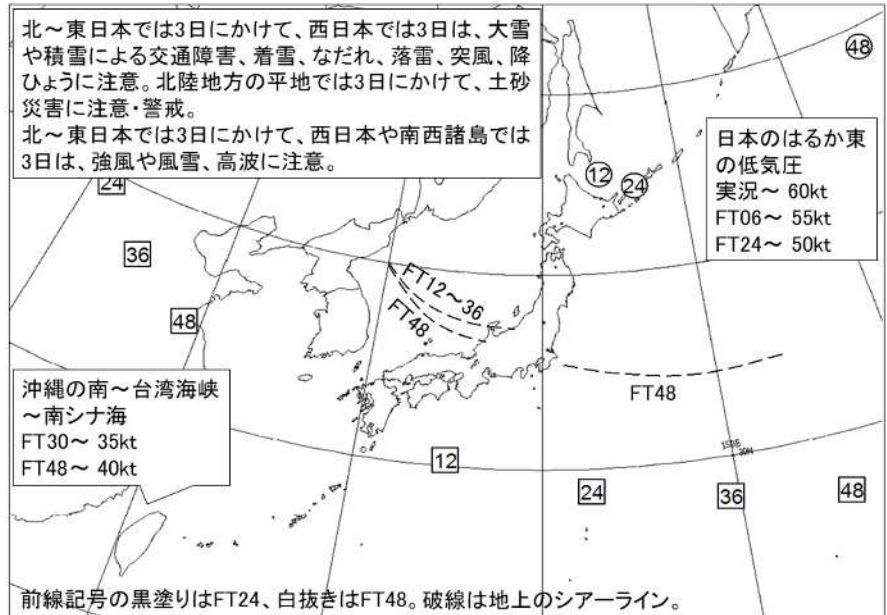 北～東日本では3日にかけて、西日本では3日は、大雪
や積雪による交通障害、着雪、なだれ、落雷、突風、降
ひょうに注意。北陸地方の平地では3日にかけて、土砂
災害に注意・警戒。
北～東日本では3日にかけて、西日本や南西諸島では
3日は、強風や風雪、高波に注意。
48
日本のはるか東
の低気圧
実況～ 60kt
FT06～ 55kt
FT24～ 50kt
12
24
24
36
48
FT12～36
FT48
FT48
沖縄の南～台湾海峡
～南シナ海
FT30～ 35kt
FT48～ 40kt
12
24
36
48
30N
前線記号の黒塗りはFT24、白抜きはFT48。破線は地上のシアーライン。